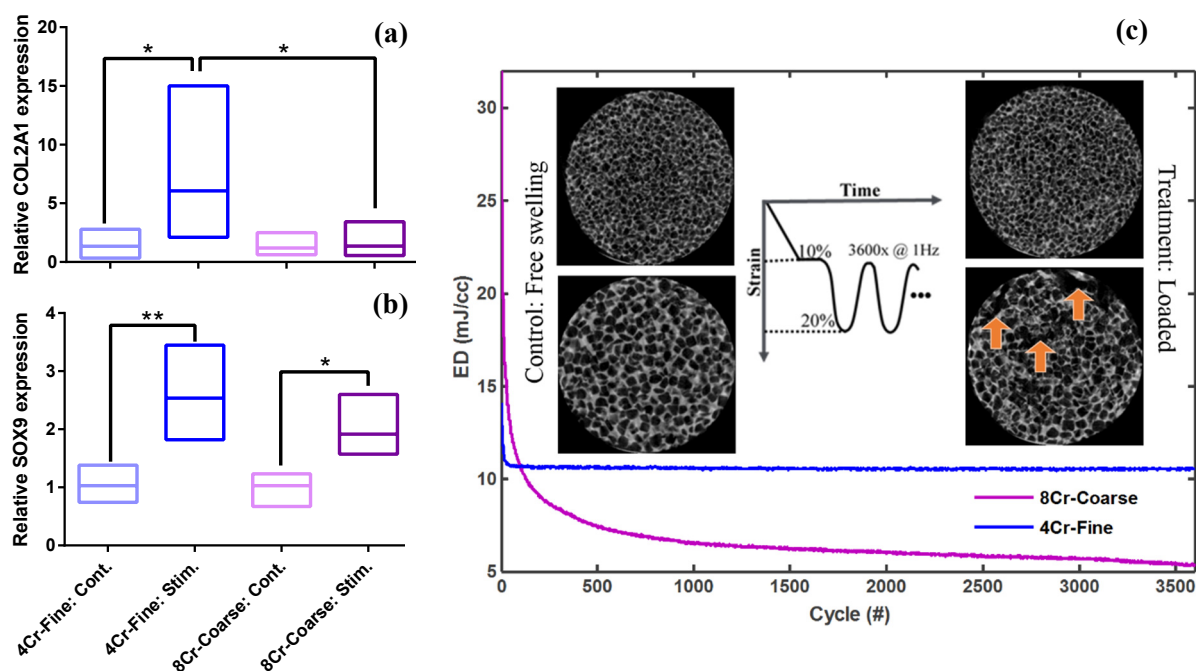 (a)
Relative COL2A1 expression
20
15
10
5
0
*
*
(b)
Relative SOX9 expression
4
3
2
1
0
**
*
4Cr-Fine: Cont.
4Cr-Fine: Stim.
8Cr-Coarse: Cont.
8Cr-Coarse: Stim.
(c)
ED (mJ/cc)
30
25
20
15
10
5
0
500
1000
1500
2000
2500
3000
3500
Cycle (#)
Control: Free swelling
Time
Strain
10%
3600x @ 1Hz
20%
•••
Treatment: Loaded
8Cr-Coarse
4Cr-Fine